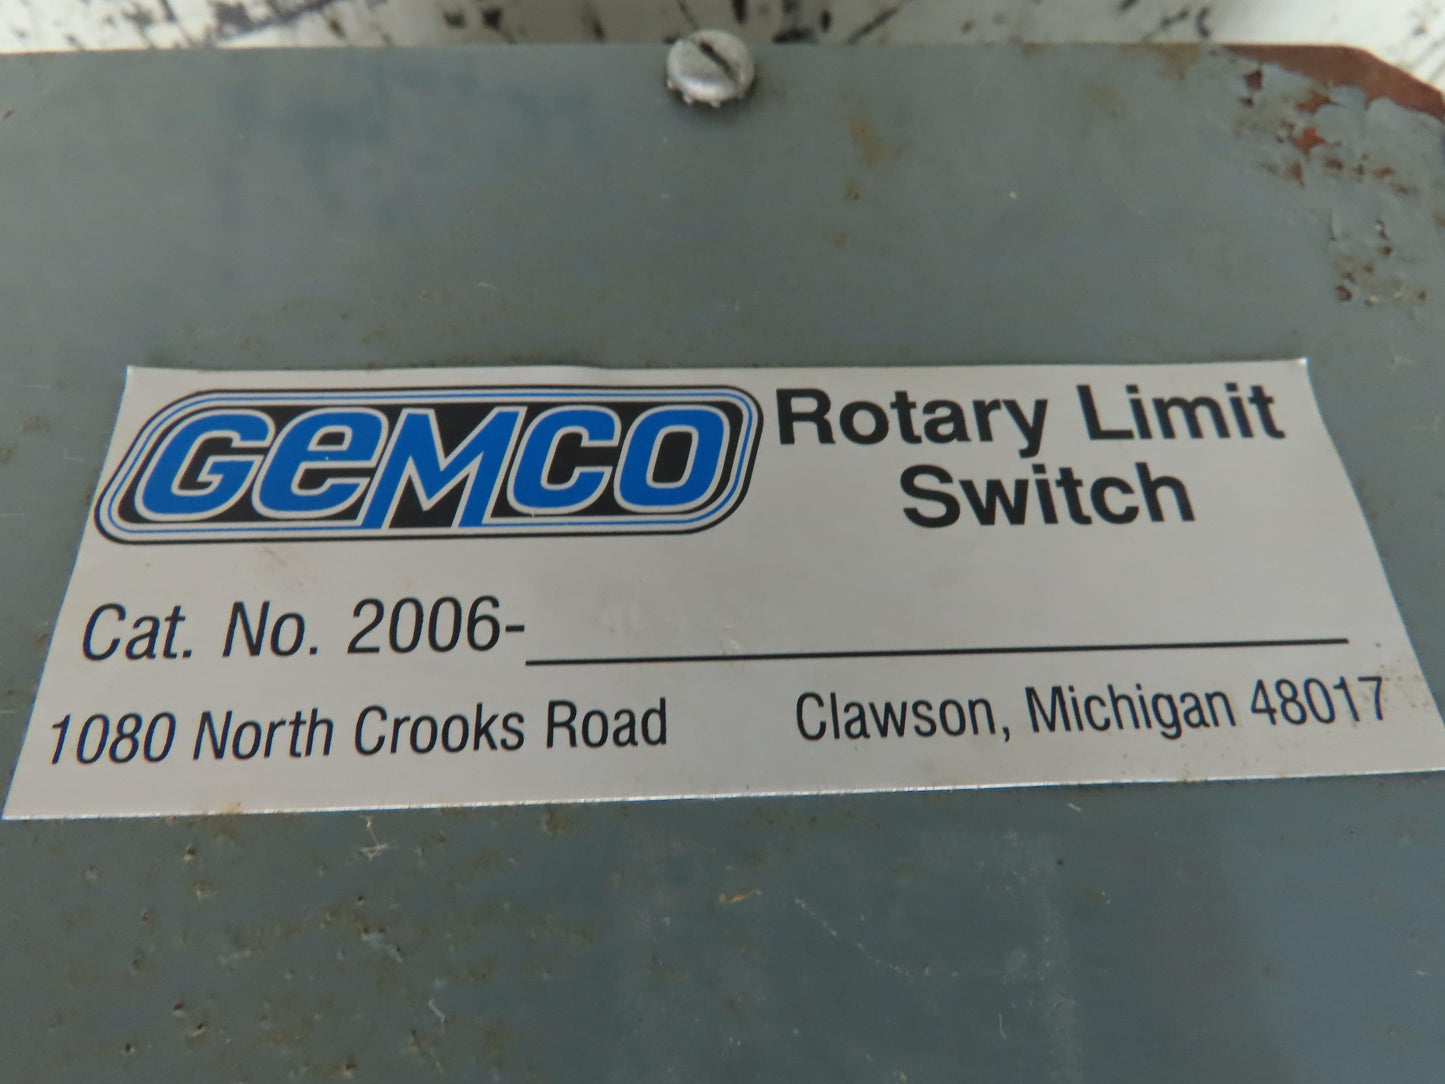 GEMCO Rotary Limit
Switch
Cat. No. 2006-
1080 North Crooks Road Clawson, Michigan 48017